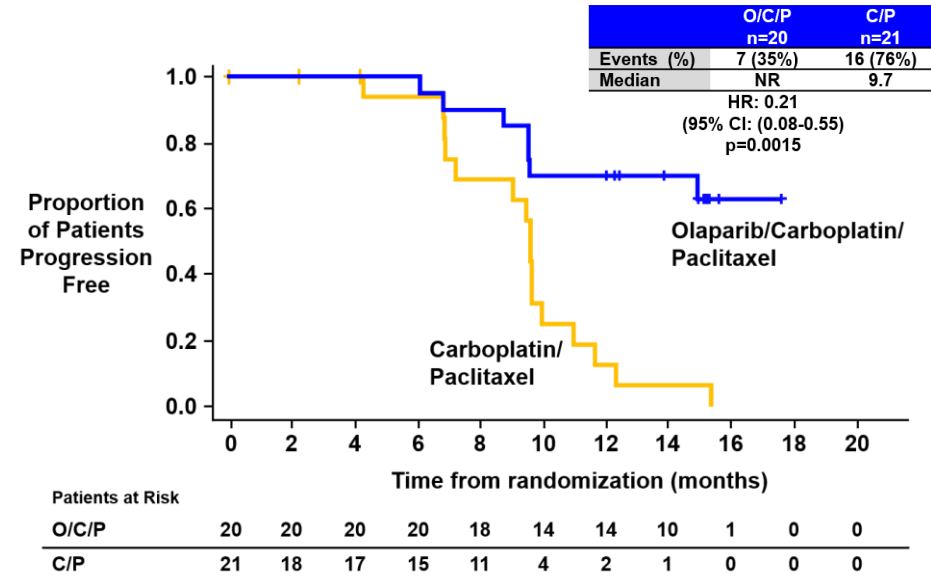 O/C/P C/P
n=20 n=21
Events (%) 7 (35%) 16 (76%)
Median NR 9.7
HR: 0.21
(95% CI: (0.08-0.55)
p=0.0015
1.0
0.8
0.6
0.4
0.2
0.0
Proportion
of Patients
Progression
Free
Olaparib/Carboplatin/
Paclitaxel
Carboplatin/
Paclitaxel
0 2 4 6 8 10 12 14 16 18 20
Time from randomization (months)
Patients at Risk
O/C/P 20 20 20 20 18 14 14 10 1 0 0
C/P 21 18 17 15 11 4 2 1 0 0 0